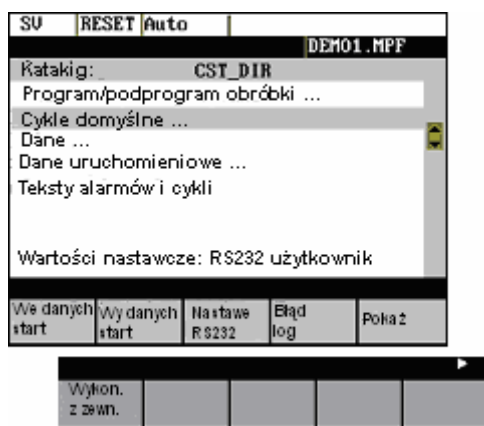 SV RESET Auto
DEMO1.MPF
Katakig: CST_DIR
Program/podprogram obróbki ...
Cykle domyślne ...
Dane ...
Dane uruchomieniowe ...
Teksty alarmów i cykli
Wartości nastawcze: RS232 użytkownik
We danych start Wy danych start Nastawe RS232 Błąd log Pokaż
Wykon. z zewn.